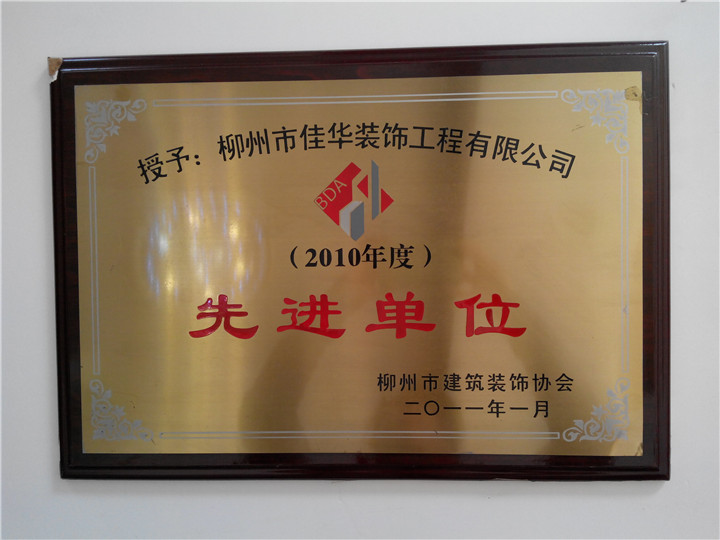 授予：柳州市佳华装饰工程有限公司
BDA
（2010年度）
先进单位
柳州市建筑装饰协会
二〇一一年一月